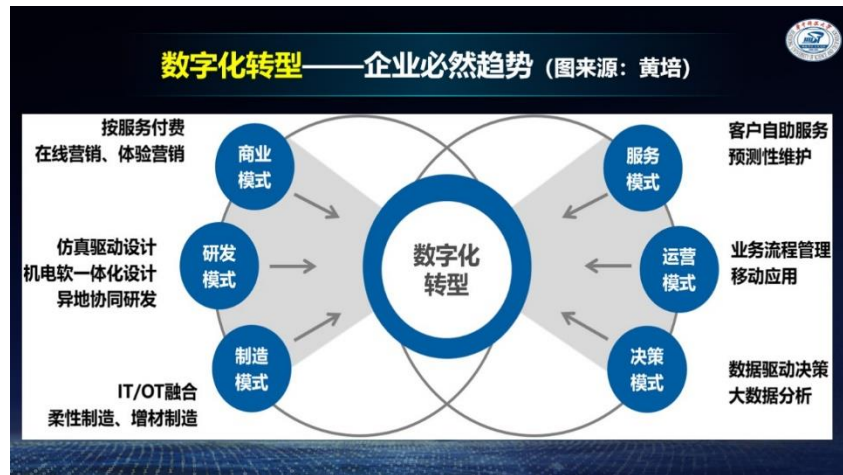 数字化转型——企业必然趋势（图来源：黄培）
按服务付费
在线营销、体验营销
商业
模式
仿真驱动设计
机电软一体化设计
异地协同研发
研发
模式
IT/OT融合
柔性制造、增材制造
制造
模式
数字化
转型
服务
模式
客户自助服务
预测性维护
运营
模式
业务流程管理
移动应用
决策
模式
数据驱动决策
大数据分析